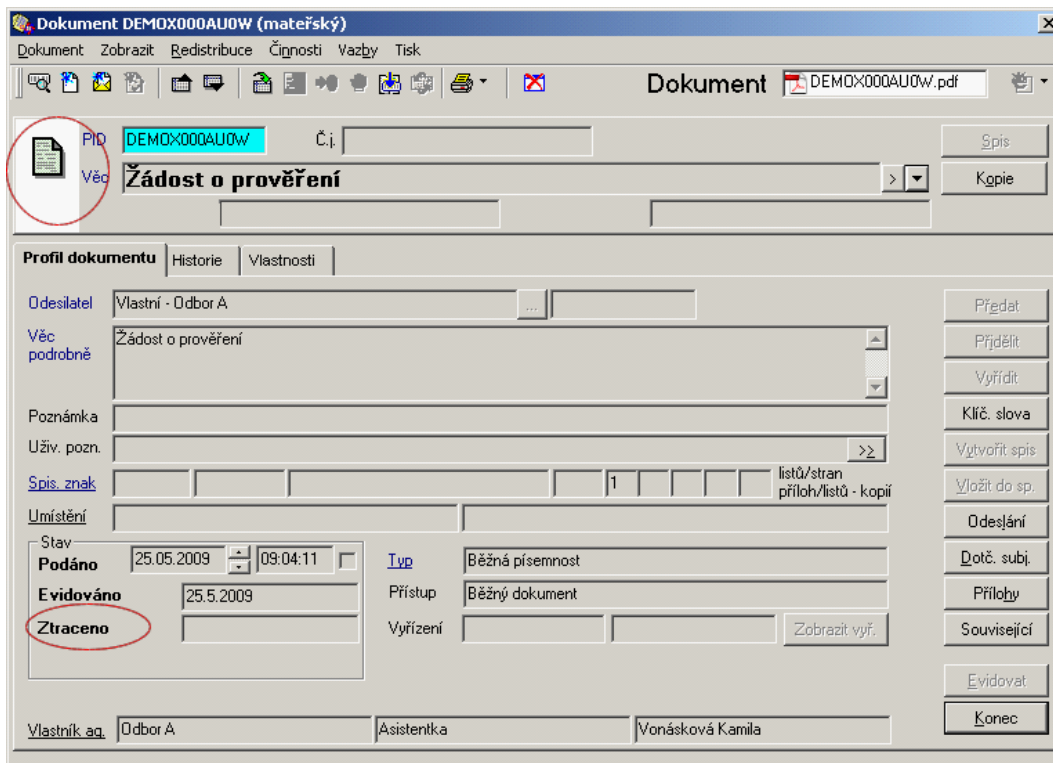 Dokument DEMOX000AU0W (mateřský)
Dokument Zobrazit Redistribuce Činnosti Vazby Tisk
Dokument DEMOX000AU0W.pdf
PID DEMOX000AU0W Č.j. Spis
Věc Žádost o prověření > Kopie
Profil dokumentu Historie Vlastnosti
Odesilatel Vlastní - Odbor A ... Předat
Věc podrobně Žádost o prověření Přidělit
Vyřídit
Poznámka Klíč. slova
Uživ. pozn. >> Vytvořit spis
Spis. znak 1 listů/stran
příloh/listů - kopií Vložit do sp.
Umístění Odeslání
Stav
Podáno 25.05.2009 09:04:11 Typ Běžná písemnost Dotč. subj.
Evidováno 25.5.2009 Přístup Běžný dokument Přílohy
Ztraceno Vyřízení Zobrazit vyř. Související
Evidovat
Vlastník ag. Odbor A Asistentka Vonásková Kamila Konec